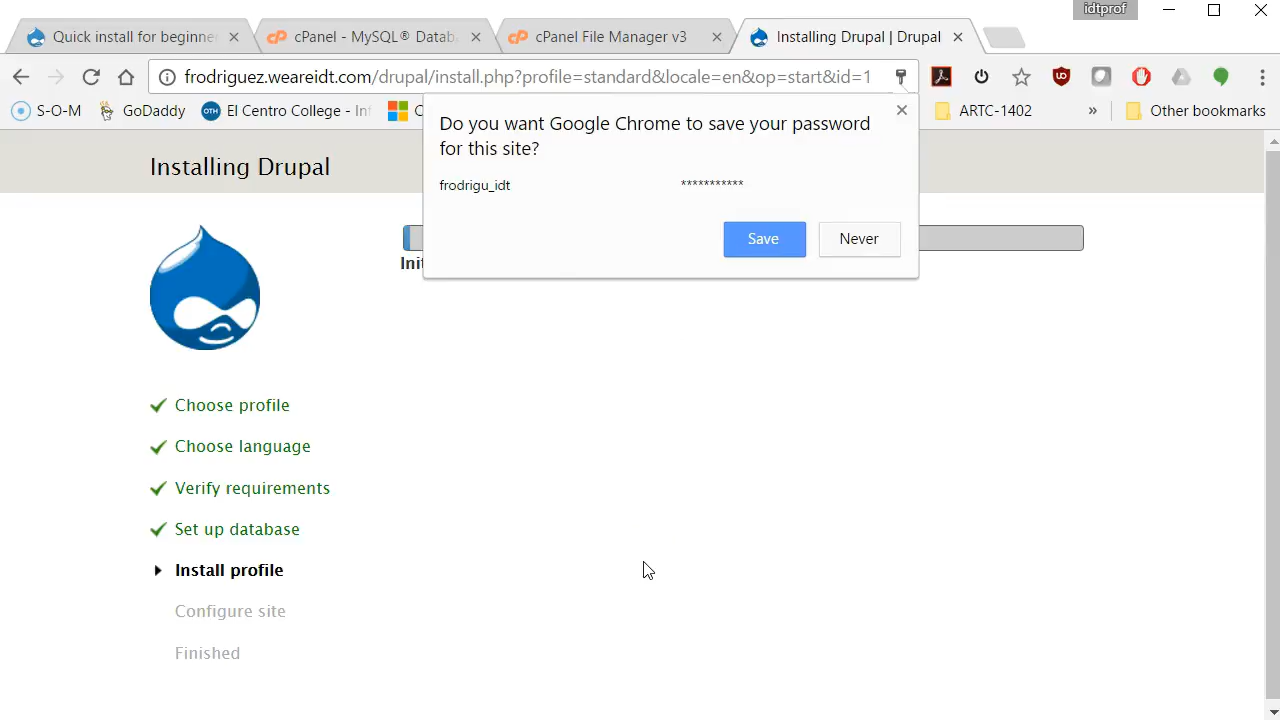 idtprof
Quick install for beginne
cPanel - MySQL® Datab
cPanel File Manager v3
Installing Drupal | Drupal
frodriguez.weareidt.com/drupal/install.php?profile=standard&locale=en&op=start&id=1
S-O-M
GoDaddy
OTH
El Centro College - Int
ARTC-1402
»
Other bookmarks
Do you want Google Chrome to save your password
for this site?
frodrigu_idt ***********
Save
Never
Installing Drupal
Init
Choose profile
Choose language
Verify requirements
Set up database
Install profile
Configure site
Finished